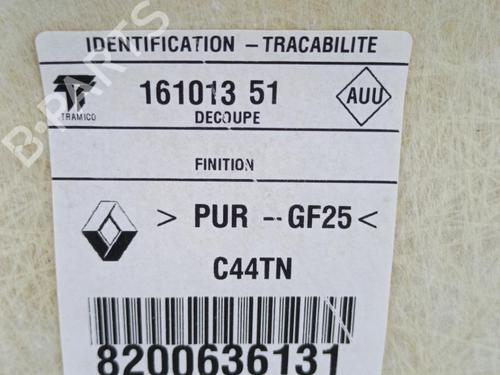 IDENTIFICATION - TRACABILITE
TRAMICO
161013 51
AUU
DECOUPE
FINITION
> PUR - GF25 <
C44TN
8200636131
B-PARTS